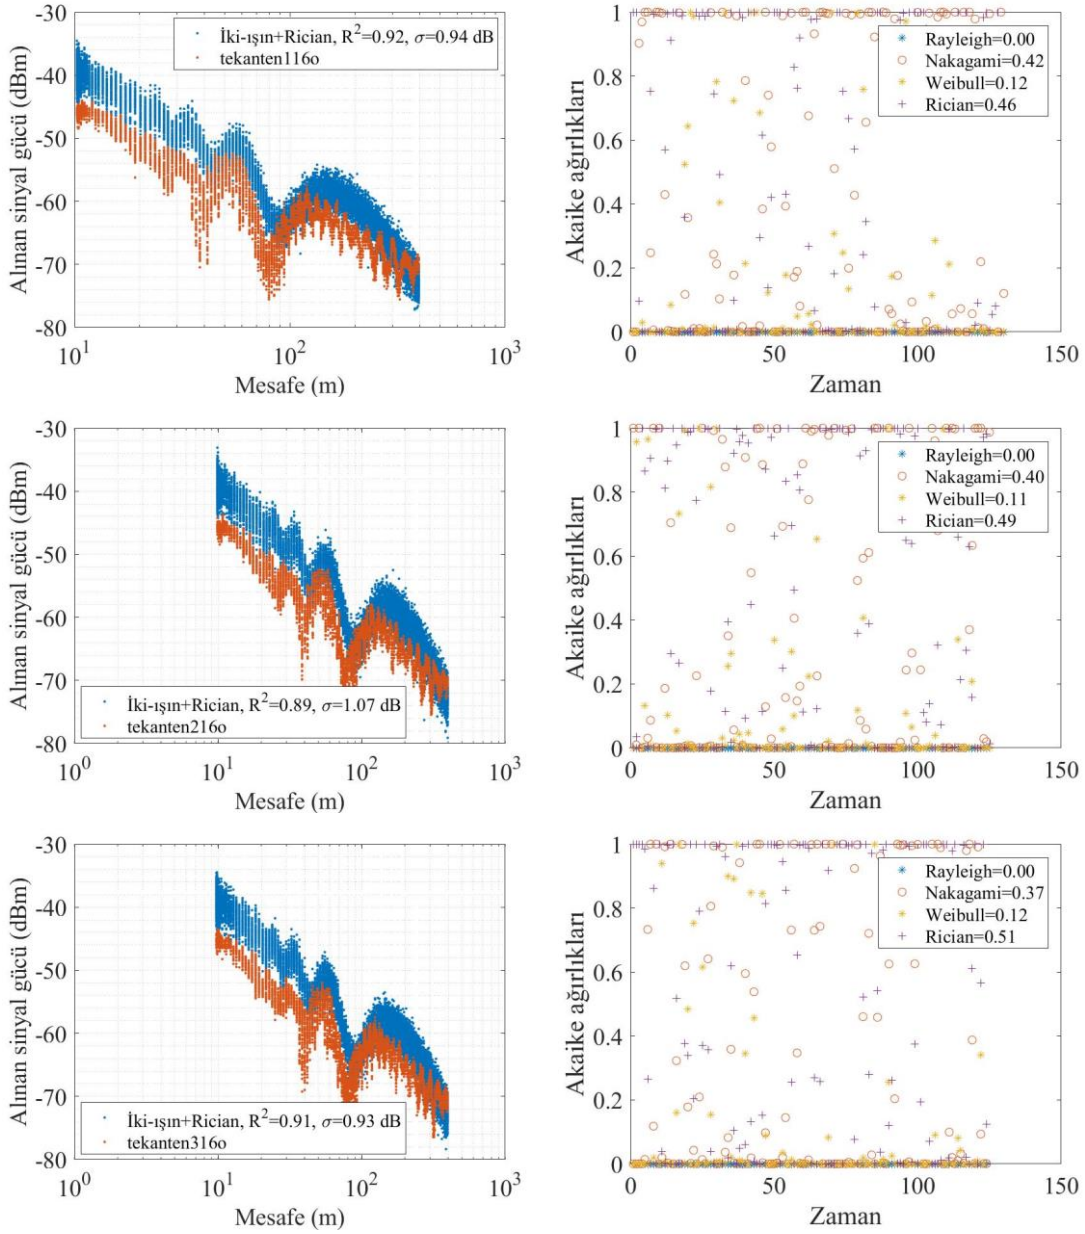 Alınan sinyal gücü (dBm)
-30
-40
-50
-60
-70
-80
İki-ışın+Rician, R²=0.92, σ=0.94 dB
tekanten116o
10¹ 10² 10³
Mesafe (m)
Akaike ağırlıkları
1
0.8
0.6
0.4
0.2
0
Rayleigh=0.00
Nakagami=0.42
Weibull=0.12
Rician=0.46
0 50 100 150
Zaman
Alınan sinyal gücü (dBm)
-30
-40
-50
-60
-70
-80
İki-ışın+Rician, R²=0.89, σ=1.07 dB
tekanten216o
10⁰ 10¹ 10² 10³
Mesafe (m)
Akaike ağırlıkları
1
0.8
0.6
0.4
0.2
0
Rayleigh=0.00
Nakagami=0.40
Weibull=0.11
Rician=0.49
0 50 100 150
Zaman
Alınan sinyal gücü (dBm)
-30
-40
-50
-60
-70
-80
İki-ışın+Rician, R²=0.91, σ=0.93 dB
tekanten316o
10⁰ 10¹ 10² 10³
Mesafe (m)
Akaike ağırlıkları
1
0.8
0.6
0.4
0.2
0
Rayleigh=0.00
Nakagami=0.37
Weibull=0.12
Rician=0.51
0 50 100 150
Zaman